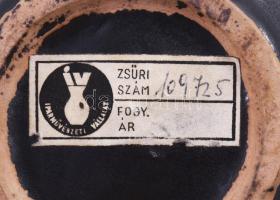 iv
IPARMŰVÉSZETI VÁLLALAT
ZSŰRI
SZÁM 109725
FOGY.
ÁR